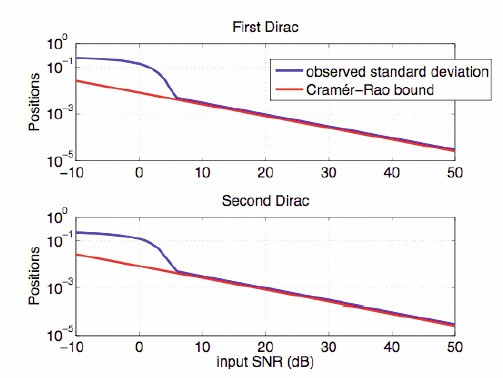 First Dirac
10^0
10^-1
10^-3
10^-5
Positions
observed standard deviation
Cramér-Rao bound
-10 0 10 20 30 40 50
Second Dirac
10^0
10^-1
10^-3
10^-5
Positions
-10 0 10 20 30 40 50
input SNR (dB)